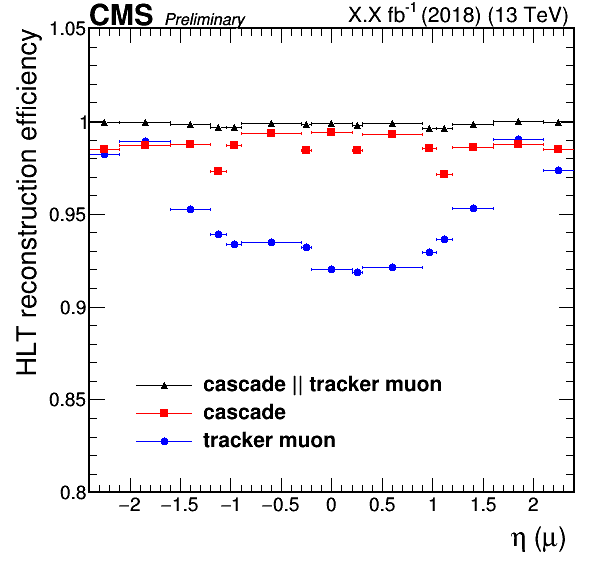 CMS Preliminary X.X fb⁻¹ (2018) (13 TeV)
HLT reconstruction efficiency
1.05
1
0.95
0.9
0.85
0.8
cascade || tracker muon
cascade
tracker muon
−2 −1.5 −1 −0.5 0 0.5 1 1.5 2
η (μ)